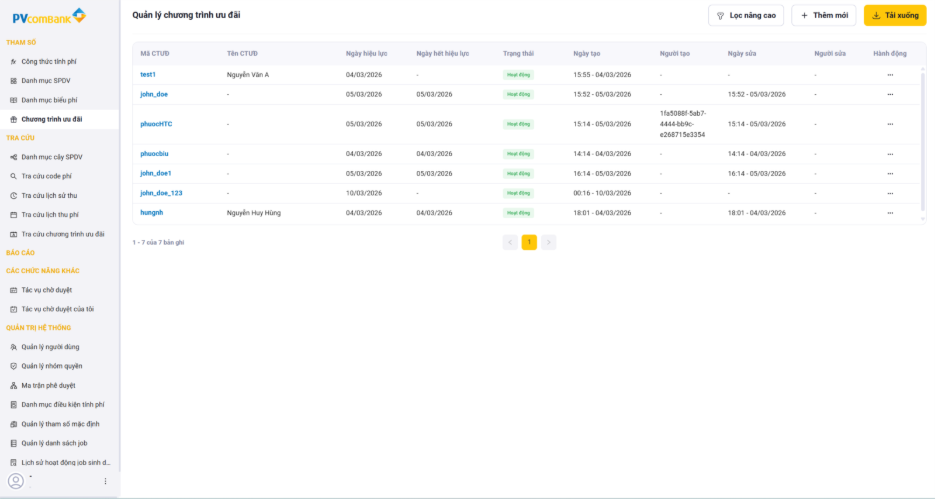 PVcomBank
THAM SỐ
Công thức tính phí
Danh mục SPDV
Danh mục biểu phí
Chương trình ưu đãi
TRA CỨU
Danh mục cây SPDV
Tra cứu code phí
Tra cứu lịch sử thu
Tra cứu lịch thu phí
Tra cứu chương trình ưu đãi
BÁO CÁO
CÁC CHỨC NĂNG KHÁC
Tác vụ chờ duyệt
Tác vụ chờ duyệt của tôi
QUẢN TRỊ HỆ THỐNG
Quản lý người dùng
Quản lý nhóm quyền
Ma trận phê duyệt
Danh mục điều kiện tính phí
Quản lý tham số mặc định
Quản lý danh sách job
Lịch sử hoạt động job sinh d...
Quản lý chương trình ưu đãi
Lọc nâng cao
+ Thêm mới
Tải xuống
Mã CTƯĐ Tên CTƯĐ Ngày hiệu lực Ngày hết hiệu lực Trạng thái Ngày tạo Người tạo Ngày sửa Người sửa Hành động
test1 Nguyễn Văn A 04/03/2026 - Hoạt động 15:55 - 04/03/2026 - - - ...
john_doe - 05/03/2026 05/03/2026 Hoạt động 15:52 - 05/03/2026 - 15:52 - 05/03/2026 - ...
phuocHTC - 05/03/2026 05/03/2026 Hoạt động 15:14 - 05/03/2026 1fa5088f-5ab7-
4444-bb9c-
e268715e3354 15:14 - 05/03/2026 - ...
phuocbiu - 04/03/2026 04/03/2026 Hoạt động 14:14 - 04/03/2026 - 14:14 - 04/03/2026 - ...
john_doe1 - 05/03/2026 05/03/2026 Hoạt động 16:14 - 05/03/2026 - 16:14 - 05/03/2026 - ...
john_doe_123 - 10/03/2026 - Hoạt động 00:16 - 10/03/2026 - - - ...
hungnh Nguyễn Huy Hùng 04/03/2026 04/03/2026 Hoạt động 18:01 - 04/03/2026 - 18:01 - 04/03/2026 - ...
1 - 7 của 7 bản ghi
< 1 >